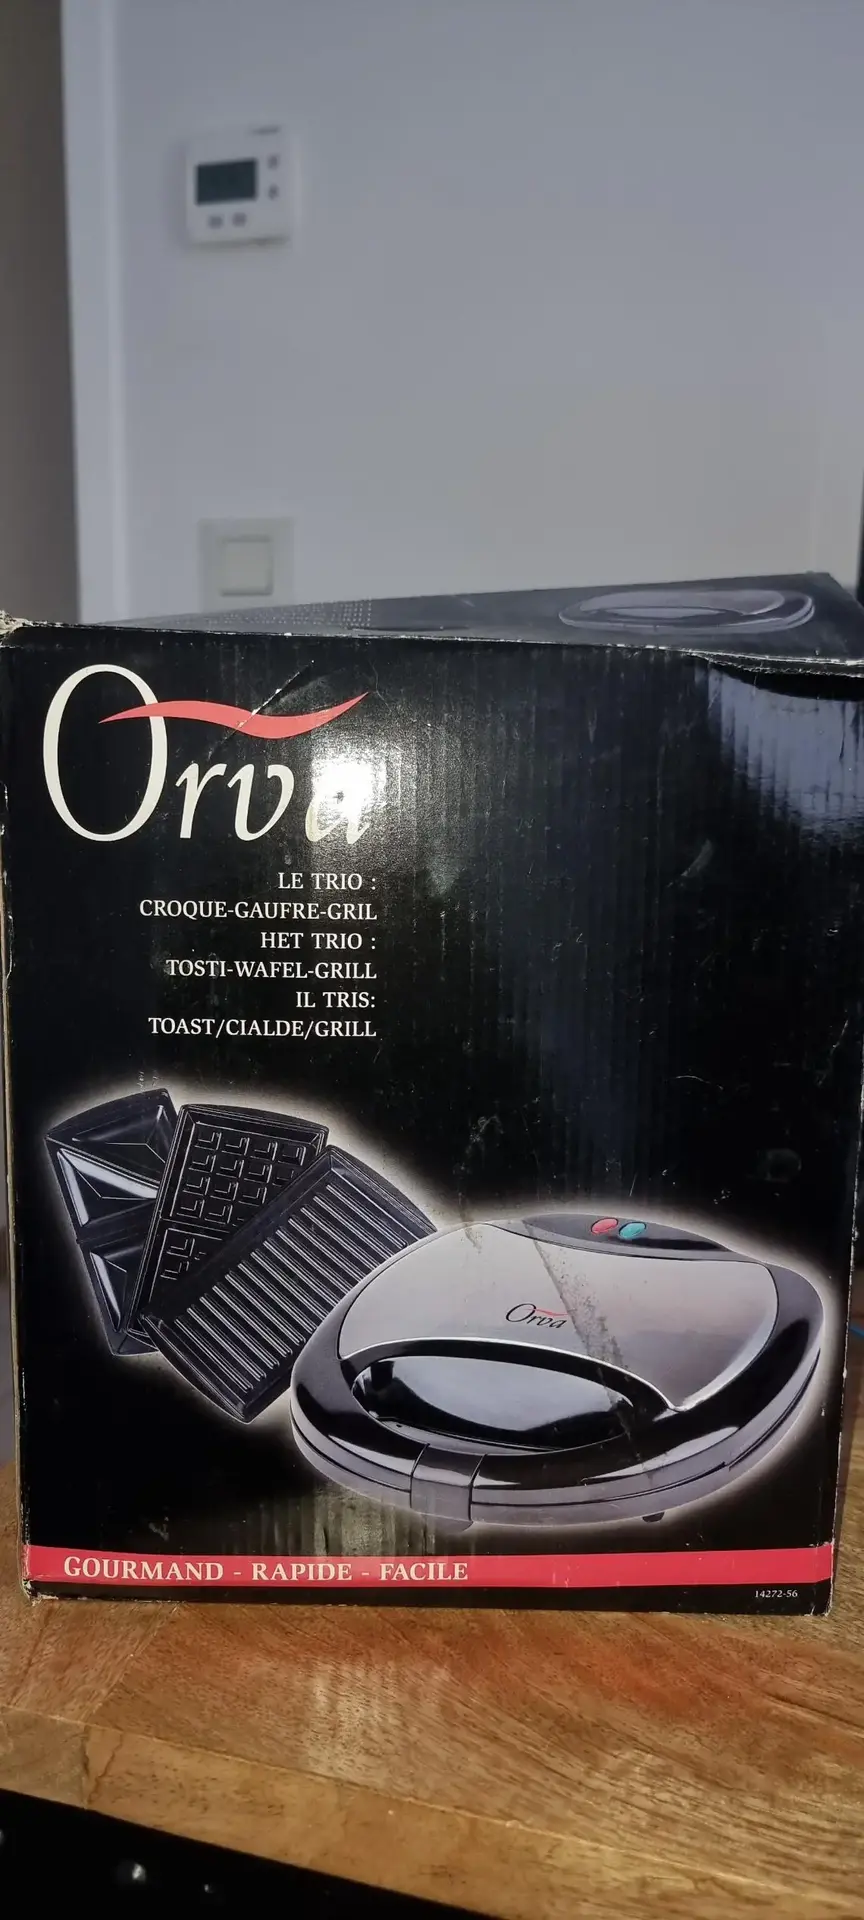 Orva
LE TRIO :
CROQUE-GAUFRE-GRIL
HET TRIO :
TOSTI-WAFEL-GRILL
IL TRIS:
TOAST/CIALDE/GRILL
Orva
GOURMAND - RAPIDE - FACILE
14272-56